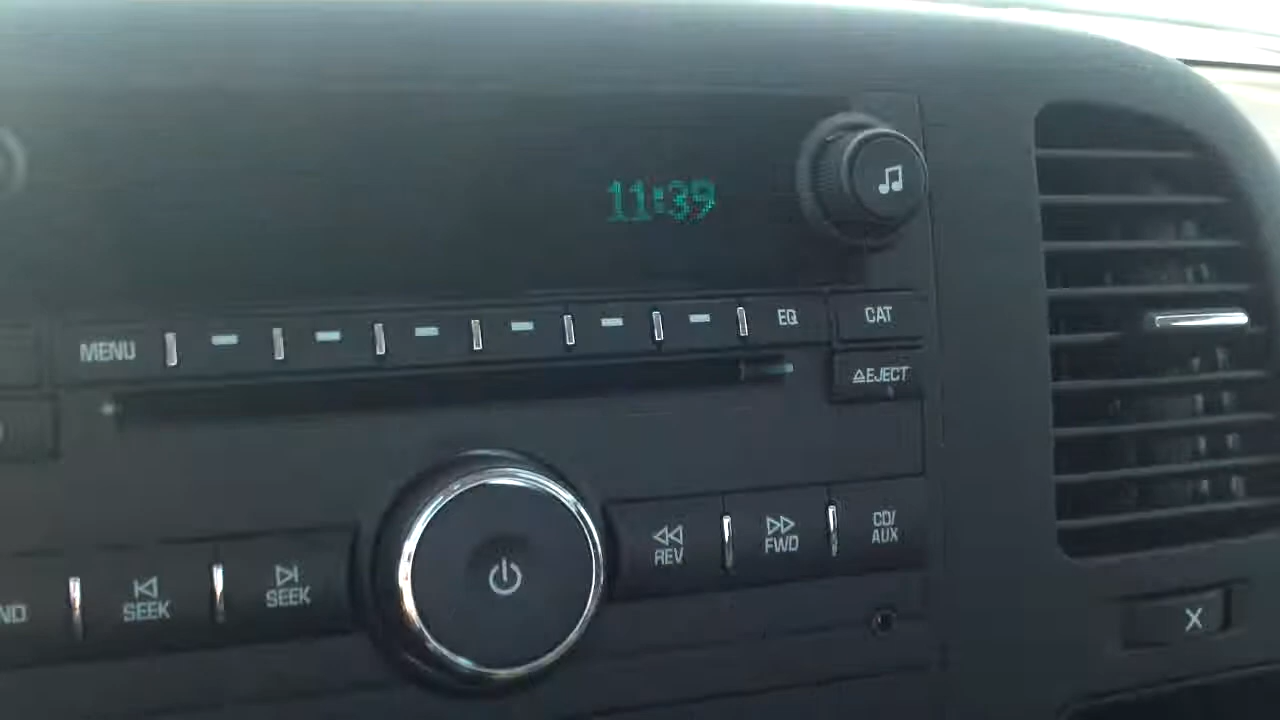 11:39
MENU
EQ
CAT
EJECT
REV
FWD
CD/
AUX
ND
SEEK
SEEK
X